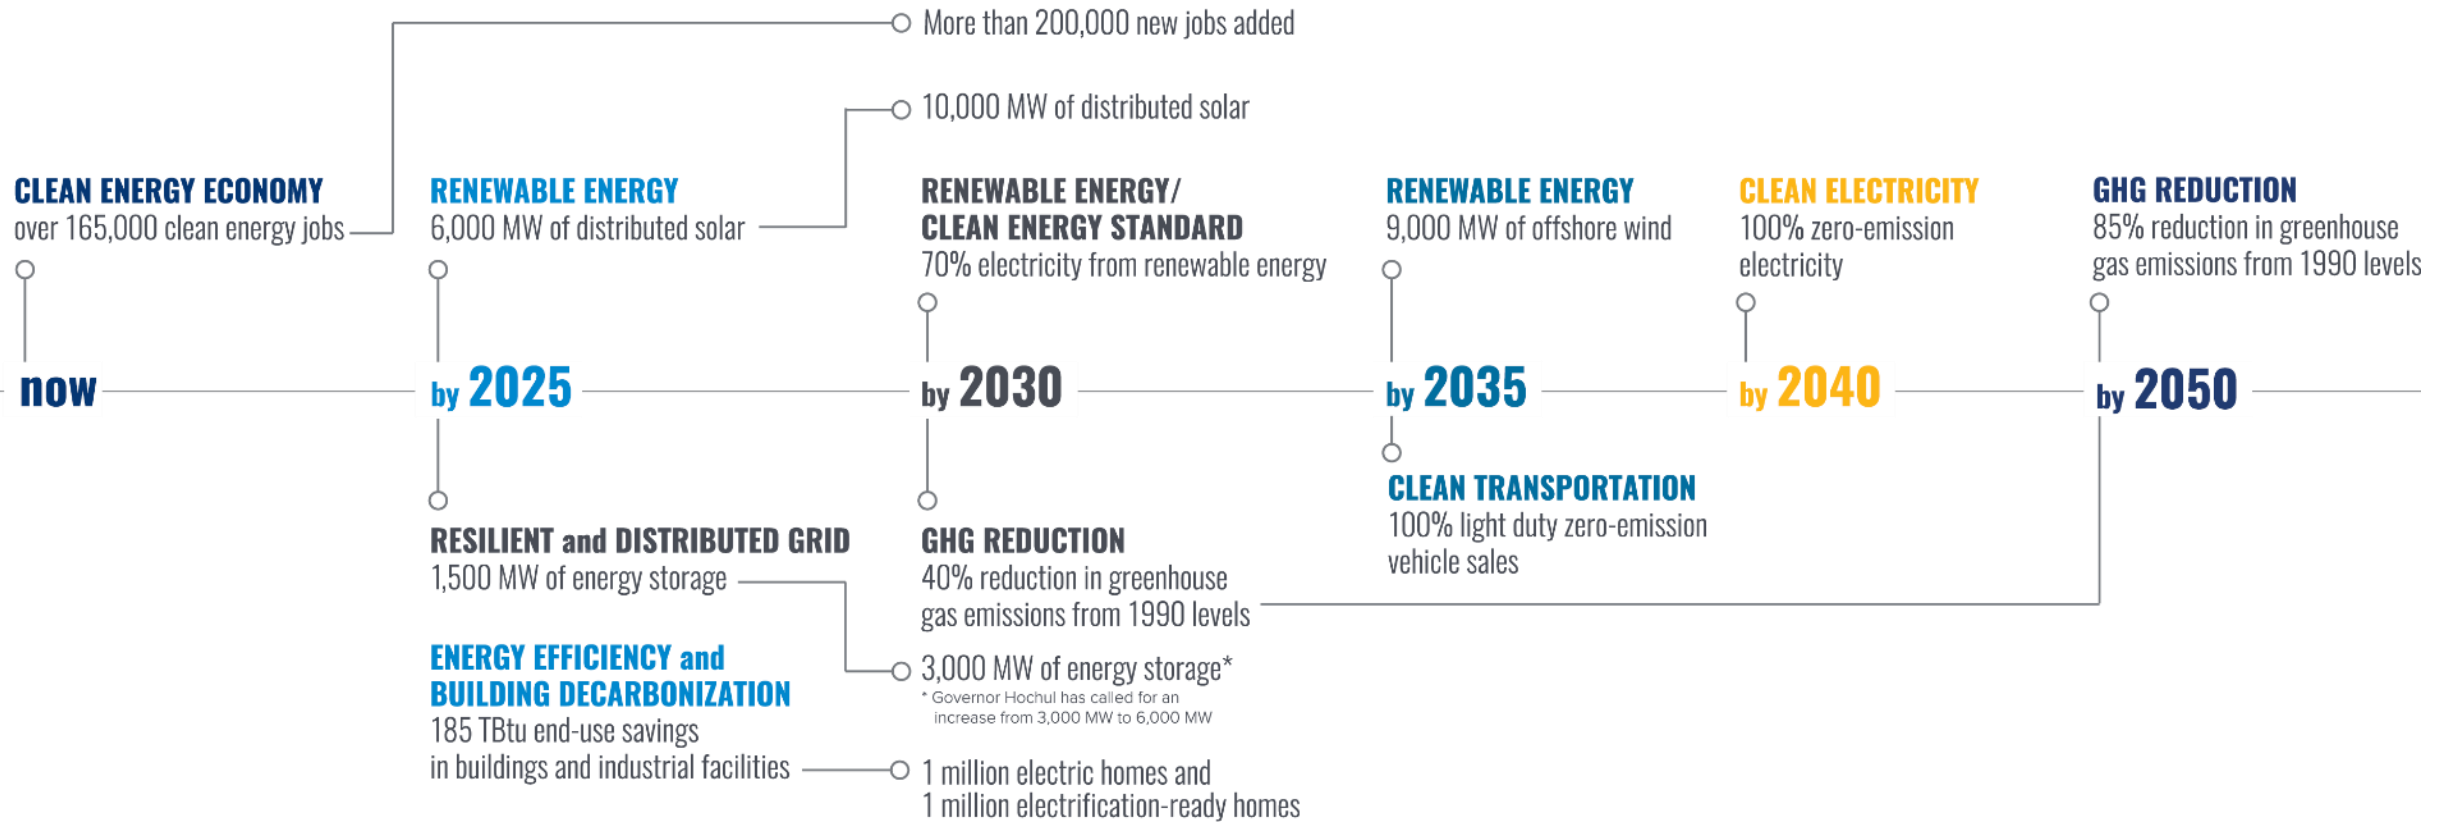 More than 200,000 new jobs added
10,000 MW of distributed solar
CLEAN ENERGY ECONOMY
over 165,000 clean energy jobs
RENEWABLE ENERGY
6,000 MW of distributed solar
RENEWABLE ENERGY/
CLEAN ENERGY STANDARD
70% electricity from renewable energy
RENEWABLE ENERGY
9,000 MW of offshore wind
CLEAN ELECTRICITY
100% zero-emission
electricity
GHG REDUCTION
85% reduction in greenhouse
gas emissions from 1990 levels
now
by 2025
by 2030
by 2035
by 2040
by 2050
RESILIENT and DISTRIBUTED GRID
1,500 MW of energy storage
ENERGY EFFICIENCY and
BUILDING DECARBONIZATION
185 TBtu end-use savings
in buildings and industrial facilities
GHG REDUCTION
40% reduction in greenhouse
gas emissions from 1990 levels
3,000 MW of energy storage*
* Governor Hochul has called for an
increase from 3,000 MW to 6,000 MW
1 million electric homes and
1 million electrification-ready homes
CLEAN TRANSPORTATION
100% light duty zero-emission
vehicle sales